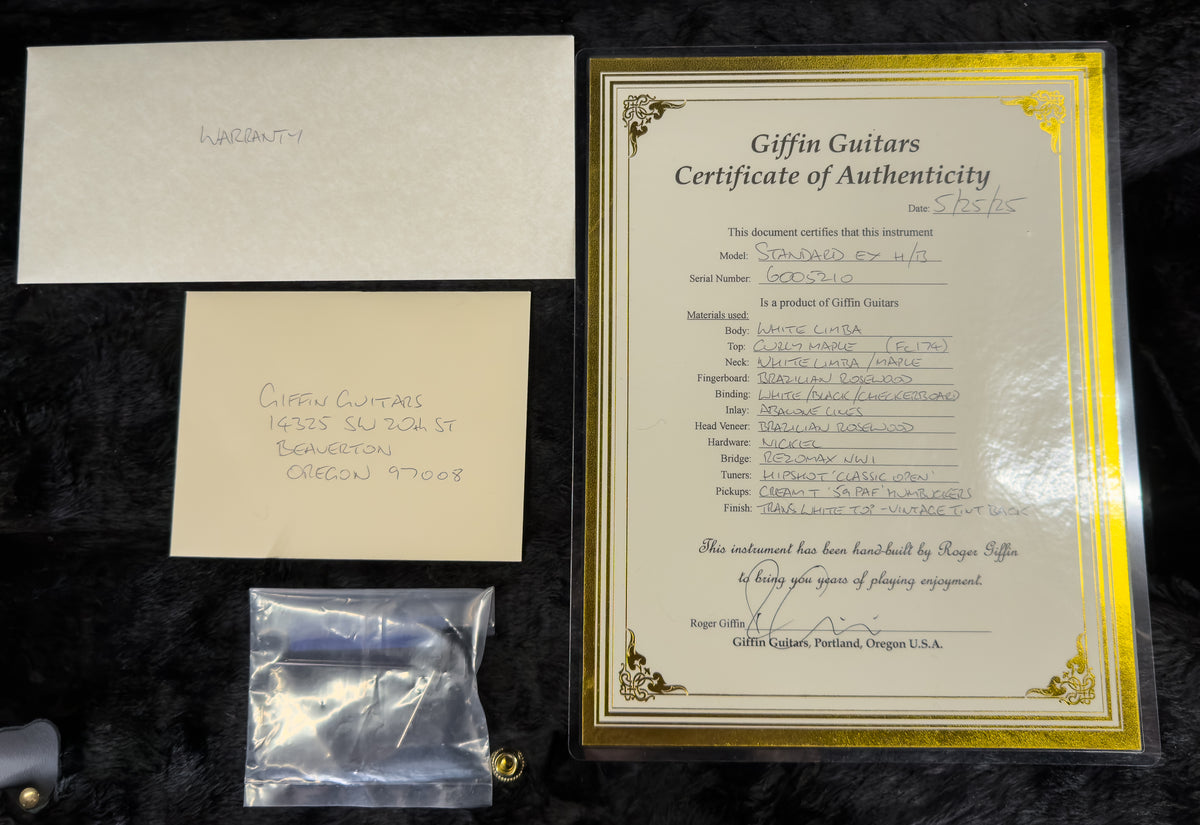 WARRANTY
GIFFIN GUITARS
14325 SW 20th ST
BEAVERTON
OREGON 97008
Giffin Guitars
Certificate of Authenticity
Date: 5/25/25
This document certifies that this instrument
Model: STANDARD EX H/B
Serial Number: 6005210
Is a product of Giffin Guitars
Materials used:
Body: WHITE LIMBA
Top: CURLY MAPLE (FC174)
Neck: WHITE LIMBA / MAPLE
Fingerboard: BRAZILIAN ROSEWOOD
Binding: WHITE/BLACK/CHECKERBOARD
Inlay: ABALONE LINES
Head Veneer: BRAZILIAN ROSEWOOD
Hardware: NICKEL
Bridge: REZOMAX NW1
Tuners: HIPSHOT 'CLASSIC OPEN'
Pickups: CREAM T '59 PAF' HUMBUCKERS
Finish: TRANS WHITE TOP - VINTAGE TINT BACK
This instrument has been hand-built by Roger Giffin
to bring you years of playing enjoyment.
Roger Giffin
Giffin Guitars, Portland, Oregon U.S.A.